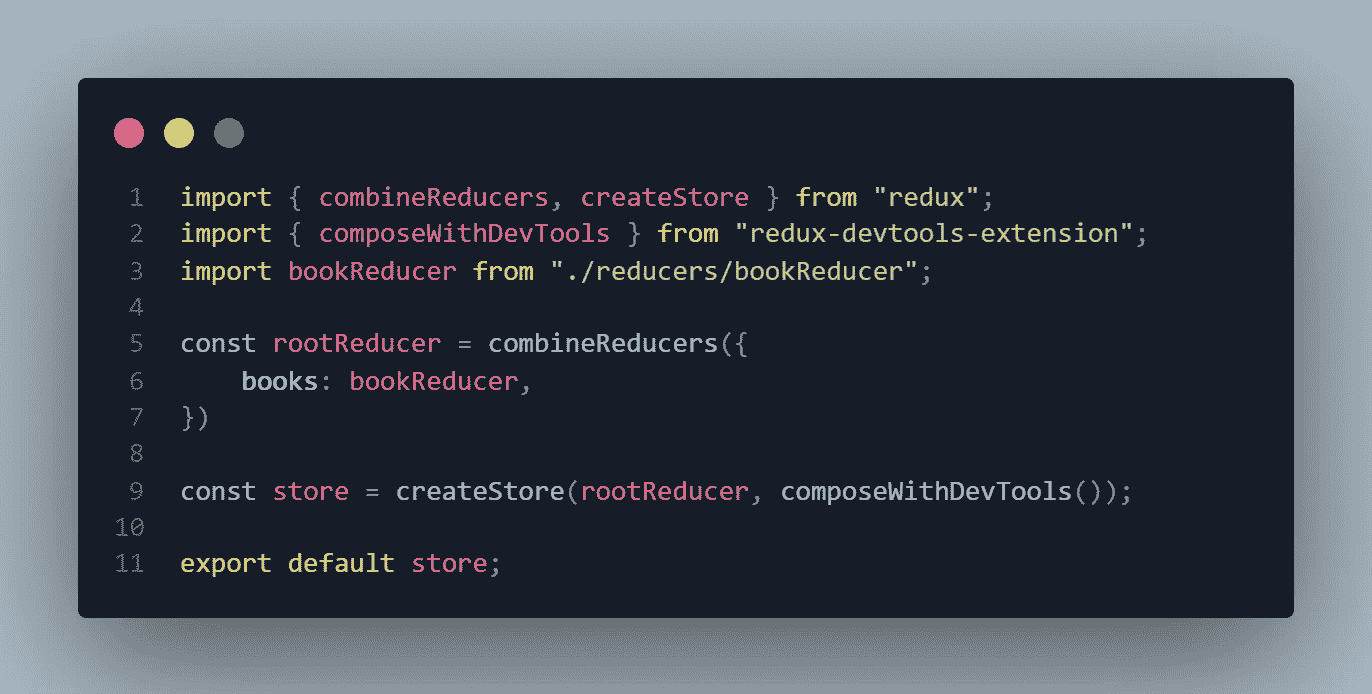 1 import { combineReducers, createStore } from "redux";
2 import { composeWithDevTools } from "redux-devtools-extension";
3 import bookReducer from "./reducers/bookReducer";
4
5 const rootReducer = combineReducers({
6     books: bookReducer,
7 })
8
9 const store = createStore(rootReducer, composeWithDevTools());
10
11 export default store;